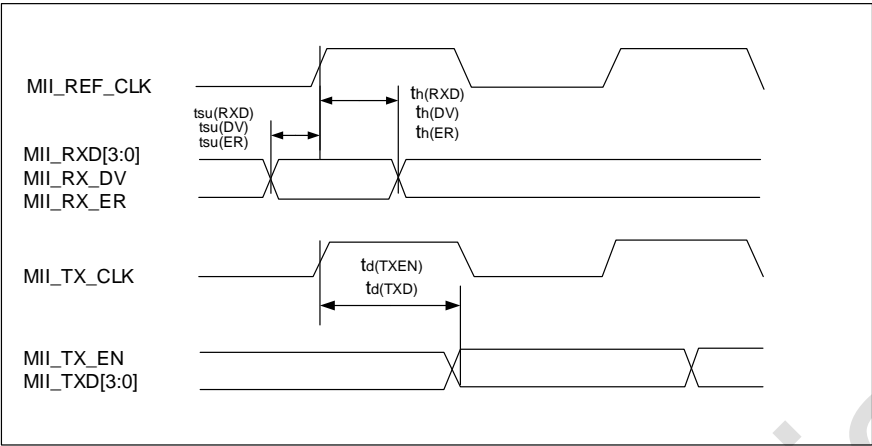 MII_REF_CLK
tsu(RXD)
tsu(DV)
tsu(ER)
th(RXD)
th(DV)
th(ER)
MII_RXD[3:0]
MII_RX_DV
MII_RX_ER
MII_TX_CLK
td(TXEN)
td(TXD)
MII_TX_EN
MII_TXD[3:0]